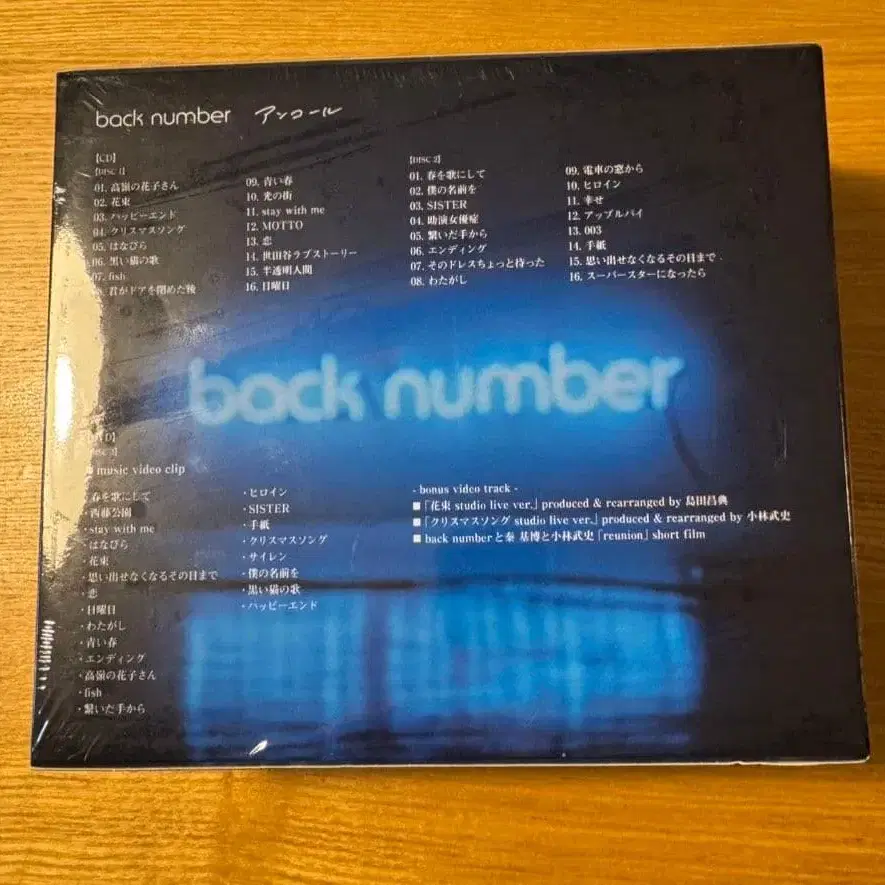 back number アンコール
【CD】
【DISC 1】
01. 高嶺の花子さん
02. 花束
03. ハッピーエンド
04. クリスマスソング
05. はなびら
06. 黒い猫の歌
07. fish
君がドアを閉めた後
09. 青い春
10. 光の街
11. stay with me
12. MOTTO
13. 恋
14. 世田谷ラブストーリー
15. 半透明人間
16. 日曜日
【DISC 2】
01. 春を歌にして
02. 僕の名前を
03. SISTER
04. 助演女優症
05. 繋いだ手から
06. エンディング
07. そのドレスちょっと待った
08. わたがし
09. 電車の窓から
10. ヒロイン
11. 幸せ
12. アップルパイ
13. 003
14. 手紙
15. 思い出せなくなるその日まで
16. スーパースターになったら
back number
music video clip
・春を歌にして
・西藤公園
・stay with me
・はなびら
・花束
・思い出せなくなるその日まで
・恋
・日曜日
・わたがし
・青い春
・エンディング
・高嶺の花子さん
・fish
・繋いだ手から
・ヒロイン
・SISTER
・手紙
・クリスマスソング
・サイレン
・僕の名前を
・黒い猫の歌
・ハッピーエンド
- bonus video track -
■「花束 studio live ver.」produced & rearranged by 島田昌典
■「クリスマスソング studio live ver.」produced & rearranged by 小林武史
■ back numberと秦 基博と小林武史「reunion」short film